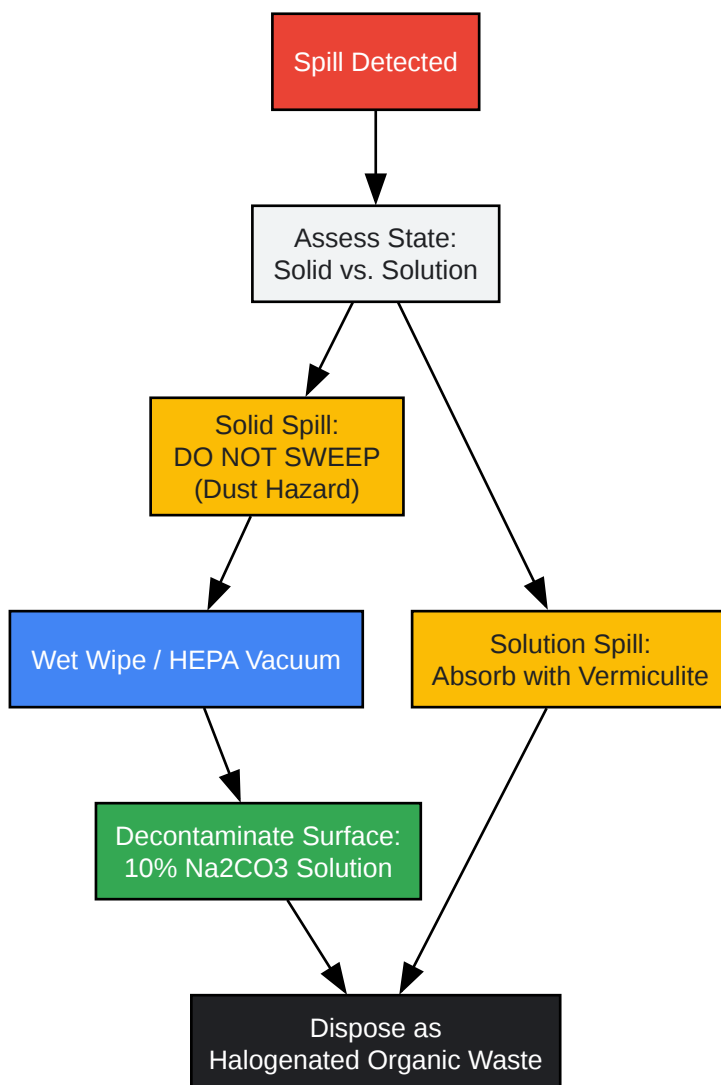 Spill Detected
Assess State:
Solid vs. Solution
Solid Spill:
DO NOT SWEEP
(Dust Hazard)
Wet Wipe / HEPA Vacuum
Solution Spill:
Absorb with Vermiculite
Decontaminate Surface:
10% Na2CO3 Solution
Dispose as
Halogenated Organic Waste